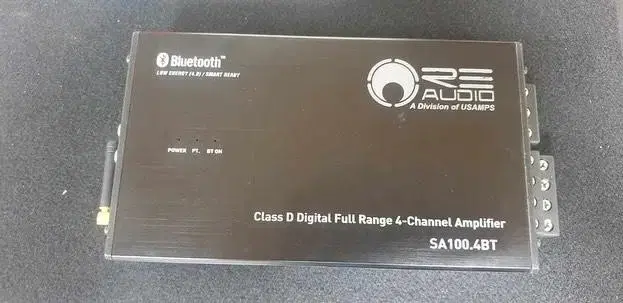 Bluetooth™
LOW ENERGY (4.0) / SMART READY
RE
AUDIO
A Division of USAMPS
POWER PT. BT ON
Class D Digital Full Range 4-Channel Amplifier
SA100.4BT